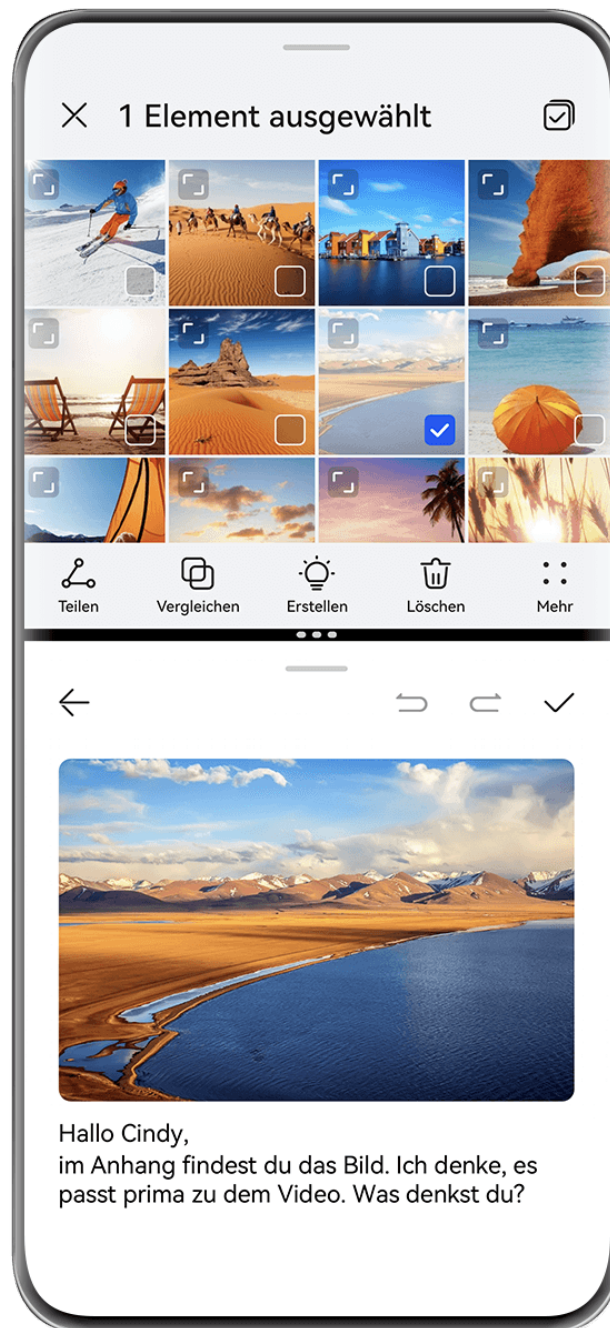 1 Element ausgewählt
Teilen
Vergleichen
Erstellen
Löschen
Mehr
Hallo Cindy,
im Anhang findest du das Bild. Ich denke, es
passt prima zu dem Video. Was denkst du?